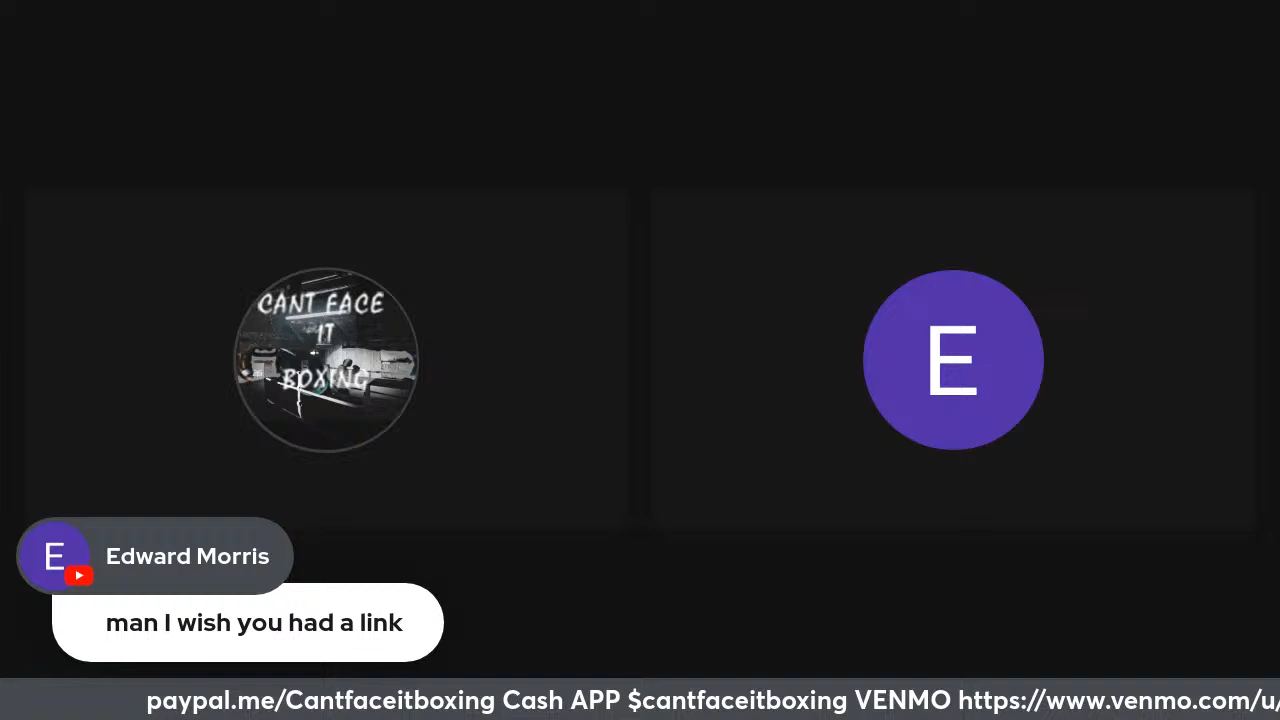 CANT FACE
IT
BOXING
E
E
Edward Morris
man I wish you had a link
paypal.me/Cantfaceitboxing Cash APP $cantfaceitboxing VENMO https://www.venmo.com/u/